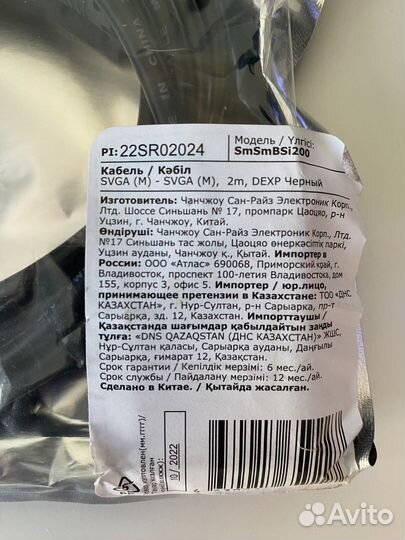 MADE IN CHINA
PI: 22SR02024
Модель / Үлгісі:
SmSmBSi200
Кабель / Кәбіл
SVGA (M) - SVGA (M), 2m, DEXP Черный
Изготовитель: Чанчжоу Сан-Райз Электроник Корп.,
Лтд. Шоссе Синьшань № 17, промпарк Цаоцяо, р-н
Уцзин, г. Чанчжоу, Китай.
Өндіруші: Чанчжоу Сан-Райз Электроник Корп., Лтд.
№17 Синьшань тас жолы, Цаоцяо өнеркәсіптік паркі,
Уцзин ауданы, Чанчжоу қ., Қытай. Импортер в
России: ООО «Атлас» 690068, Приморский край, г.
Владивосток, проспект 100-летия Владивостока, дом
155, корпус 3, офис 5. Импортер / юр.лицо,
принимающее претензии в Казахстане: ТОО «ДНС
КАЗАХСТАН», г. Нур-Султан, р-н Сарыарка, пр-т
Сарыарка, зд. 12, Казахстан. Импорттаушы /
Қазақстанда шағымдар қабылдайтын заңды
тұлға: «DNS QAZAQSTAN (ДНС КАЗАХСТАН)» ЖШС,
Нұр-Сұлтан қаласы, Сарыарқа ауданы, Даңғылы
Сарыарқа, ғимарат 12, Қазақстан.
Срок гарантии / Кепілдік мерзімі: 6 мес./ай.
Срок службы / Пайдалану мерзімі: 12 мес./ай.
Сделано в Китае. / Қытайда жасалған.
10 / 2022
Avito